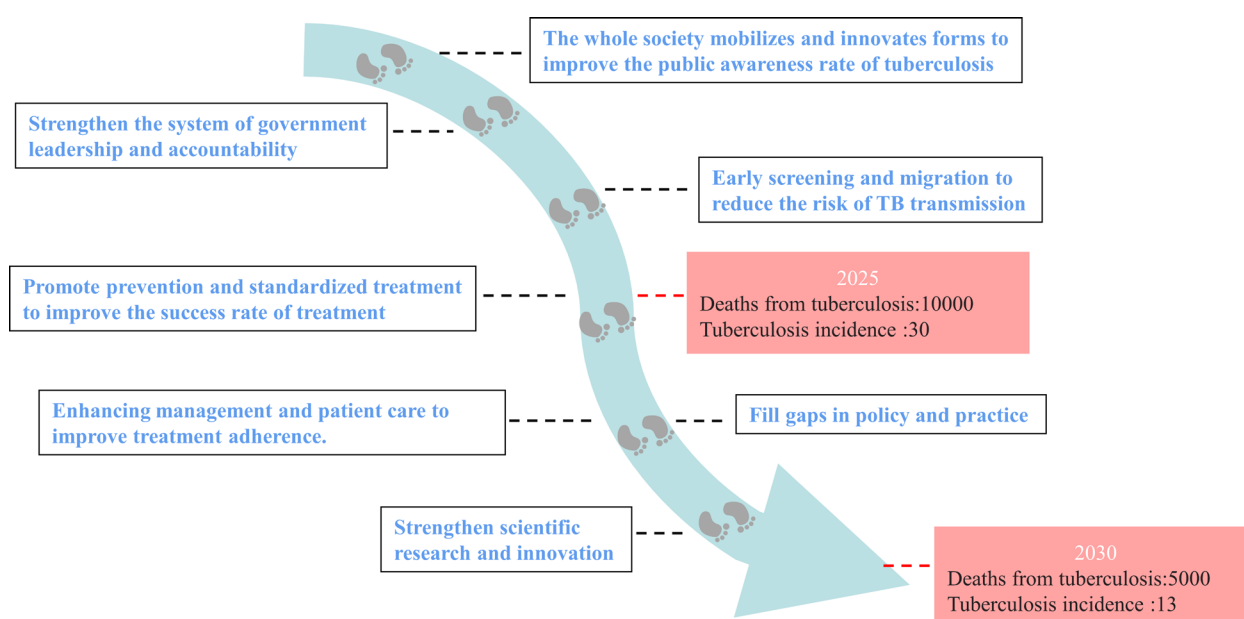 The whole society mobilizes and innovates forms to
improve the public awareness rate of tuberculosis
Strengthen the system of government
leadership and accountability
Early screening and migration to
reduce the risk of TB transmission
Promote prevention and standardized treatment
to improve the success rate of treatment
2025
Deaths from tuberculosis:10000
Tuberculosis incidence :30
Enhancing management and patient care to
improve treatment adherence.
Fill gaps in policy and practice
Strengthen scientific
research and innovation
2030
Deaths from tuberculosis:5000
Tuberculosis incidence :13